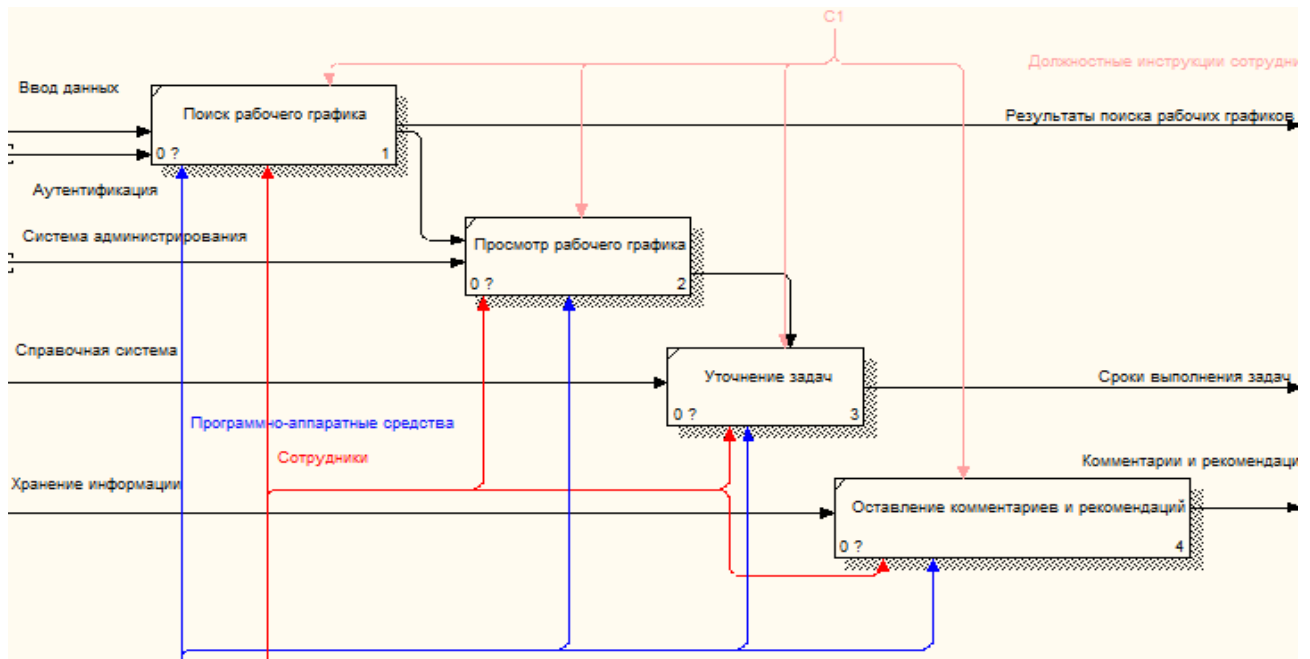 C1
Должностные инструкции сотрудни
Ввод данных
Поиск рабочего графика
Результаты поиска рабочих графиков
0 ?
1
Аутентификация
Система администрирования
Просмотр рабочего графика
0 ?
2
Справочная система
Уточнение задач
Сроки выполнения задач
0 ?
3
Программно-аппаратные средства
Сотрудники
Комментарии и рекомендаци
Хранение информации
Оставление комментариев и рекомендаций
0 ?
4